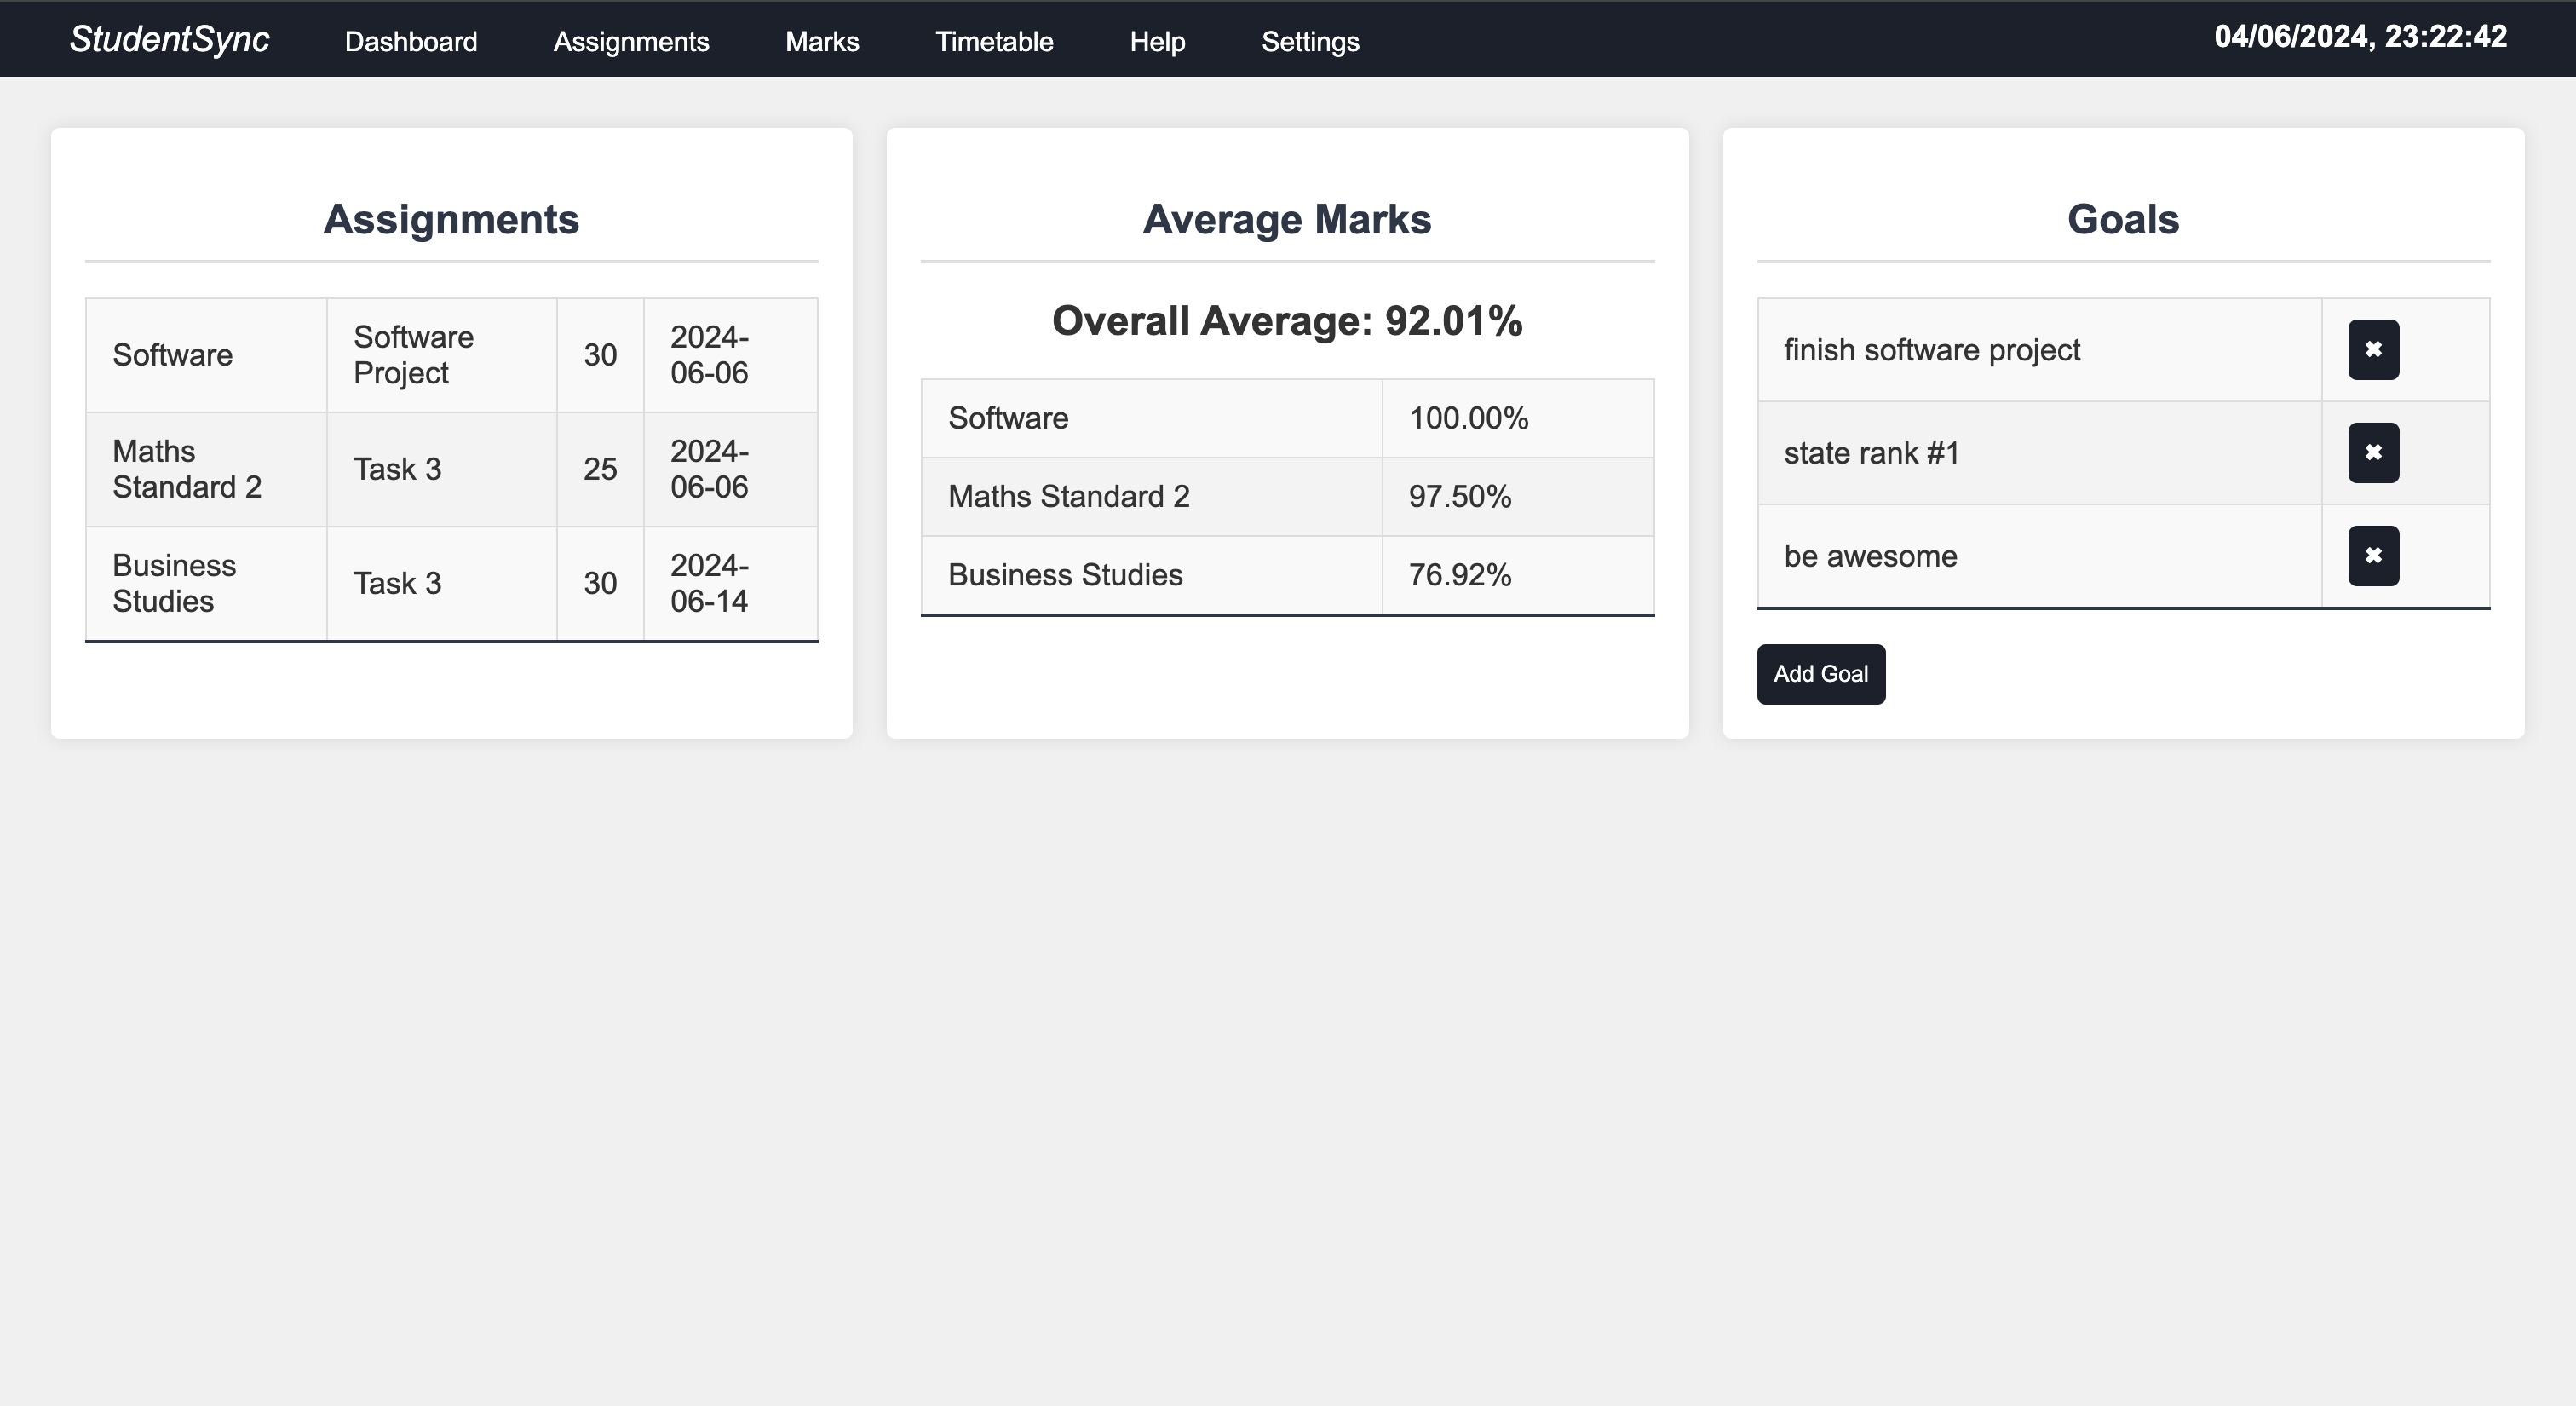 StudentSync Dashboard Assignments Marks Timetable Help Settings 04/06/2024, 23:22:42
Assignments
Software
Software
Project
30
2024-
06-06
Maths
Standard 2
Task 3
25
2024-
06-06
Business
Studies
Task 3
30
2024-
06-14
Average Marks
Overall Average: 92.01%
Software 100.00%
Maths Standard 2 97.50%
Business Studies 76.92%
Goals
finish software project ✖
state rank #1 ✖
be awesome ✖
Add Goal